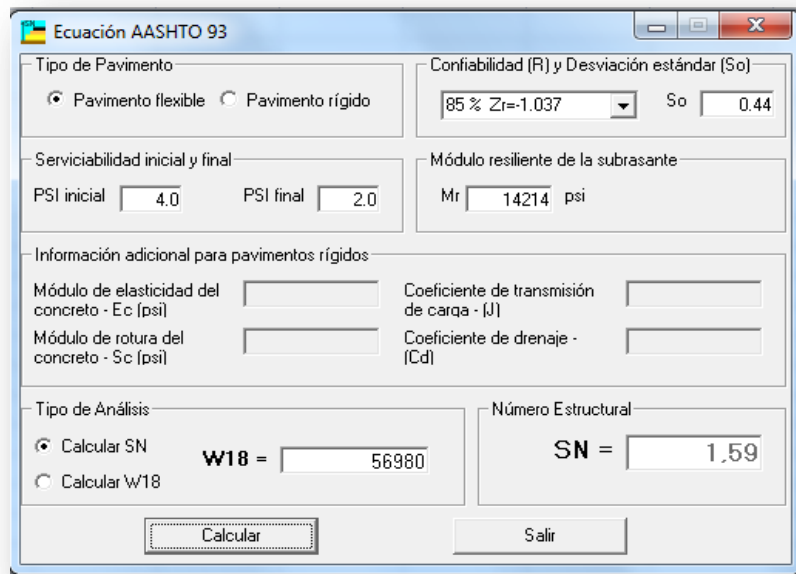 Ecuación AASHTO 93
Tipo de Pavimento
Pavimento flexible Pavimento rígido
Confiabilidad (R) y Desviación estándar (So)
85 % Zr=-1.037 So 0.44
Serviciabilidad inicial y final
PSI inicial 4.0 PSI final 2.0
Módulo resiliente de la subrasante
Mr 14214 psi
Información adicional para pavimentos rígidos
Módulo de elasticidad del
concreto - Ec (psi)
Coeficiente de transmisión
de carga - (J)
Módulo de rotura del
concreto - Sc (psi)
Coeficiente de drenaje -
(Cd)
Tipo de Análisis
Calcular SN
Calcular W18
W18 = 56980
Número Estructural
SN = 1,59
Calcular
Salir